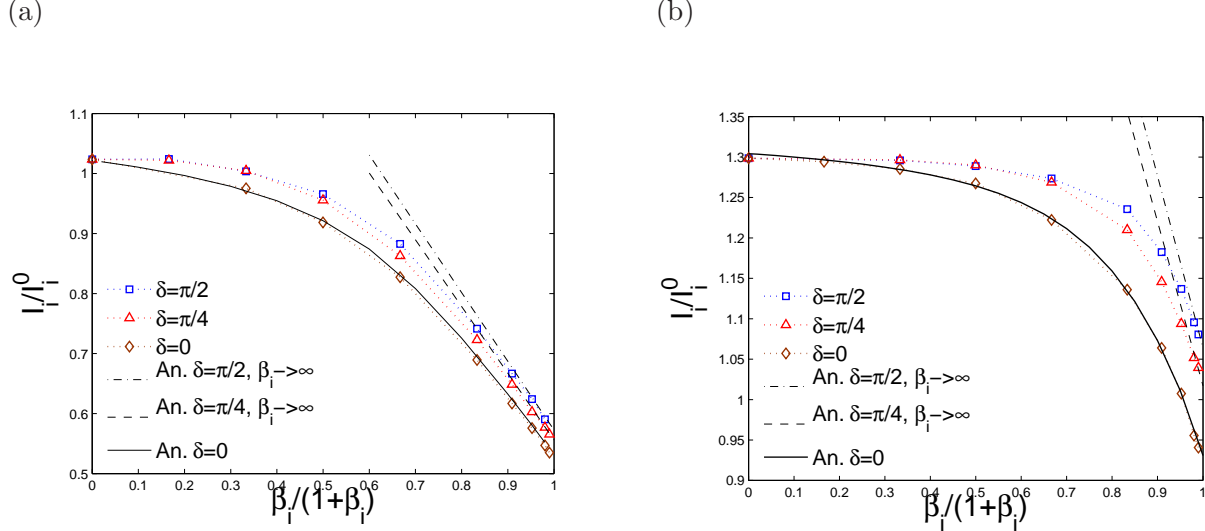 (a)
1.1
1
0.9
0.8
0.7
0.6
0.5
I_i/I_i^0
δ=π/2
δ=π/4
δ=0
An. δ=π/2, β_i−>∞
An. δ=π/4, β_i−>∞
An. δ=0
0 0.1 0.2 0.3 0.4 0.5 0.6 0.7 0.8 0.9 1
β_i/(1+β_i)
(b)
1.35
1.3
1.25
1.2
1.15
1.1
1.05
1
0.95
0.9
I_i/I_i^0
δ=π/2
δ=π/4
δ=0
An. δ=π/2, β_i−>∞
An. δ=π/4, β_i−>∞
An. δ=0
0 0.1 0.2 0.3 0.4 0.5 0.6 0.7 0.8 0.9 1
β_i/(1+β_i)